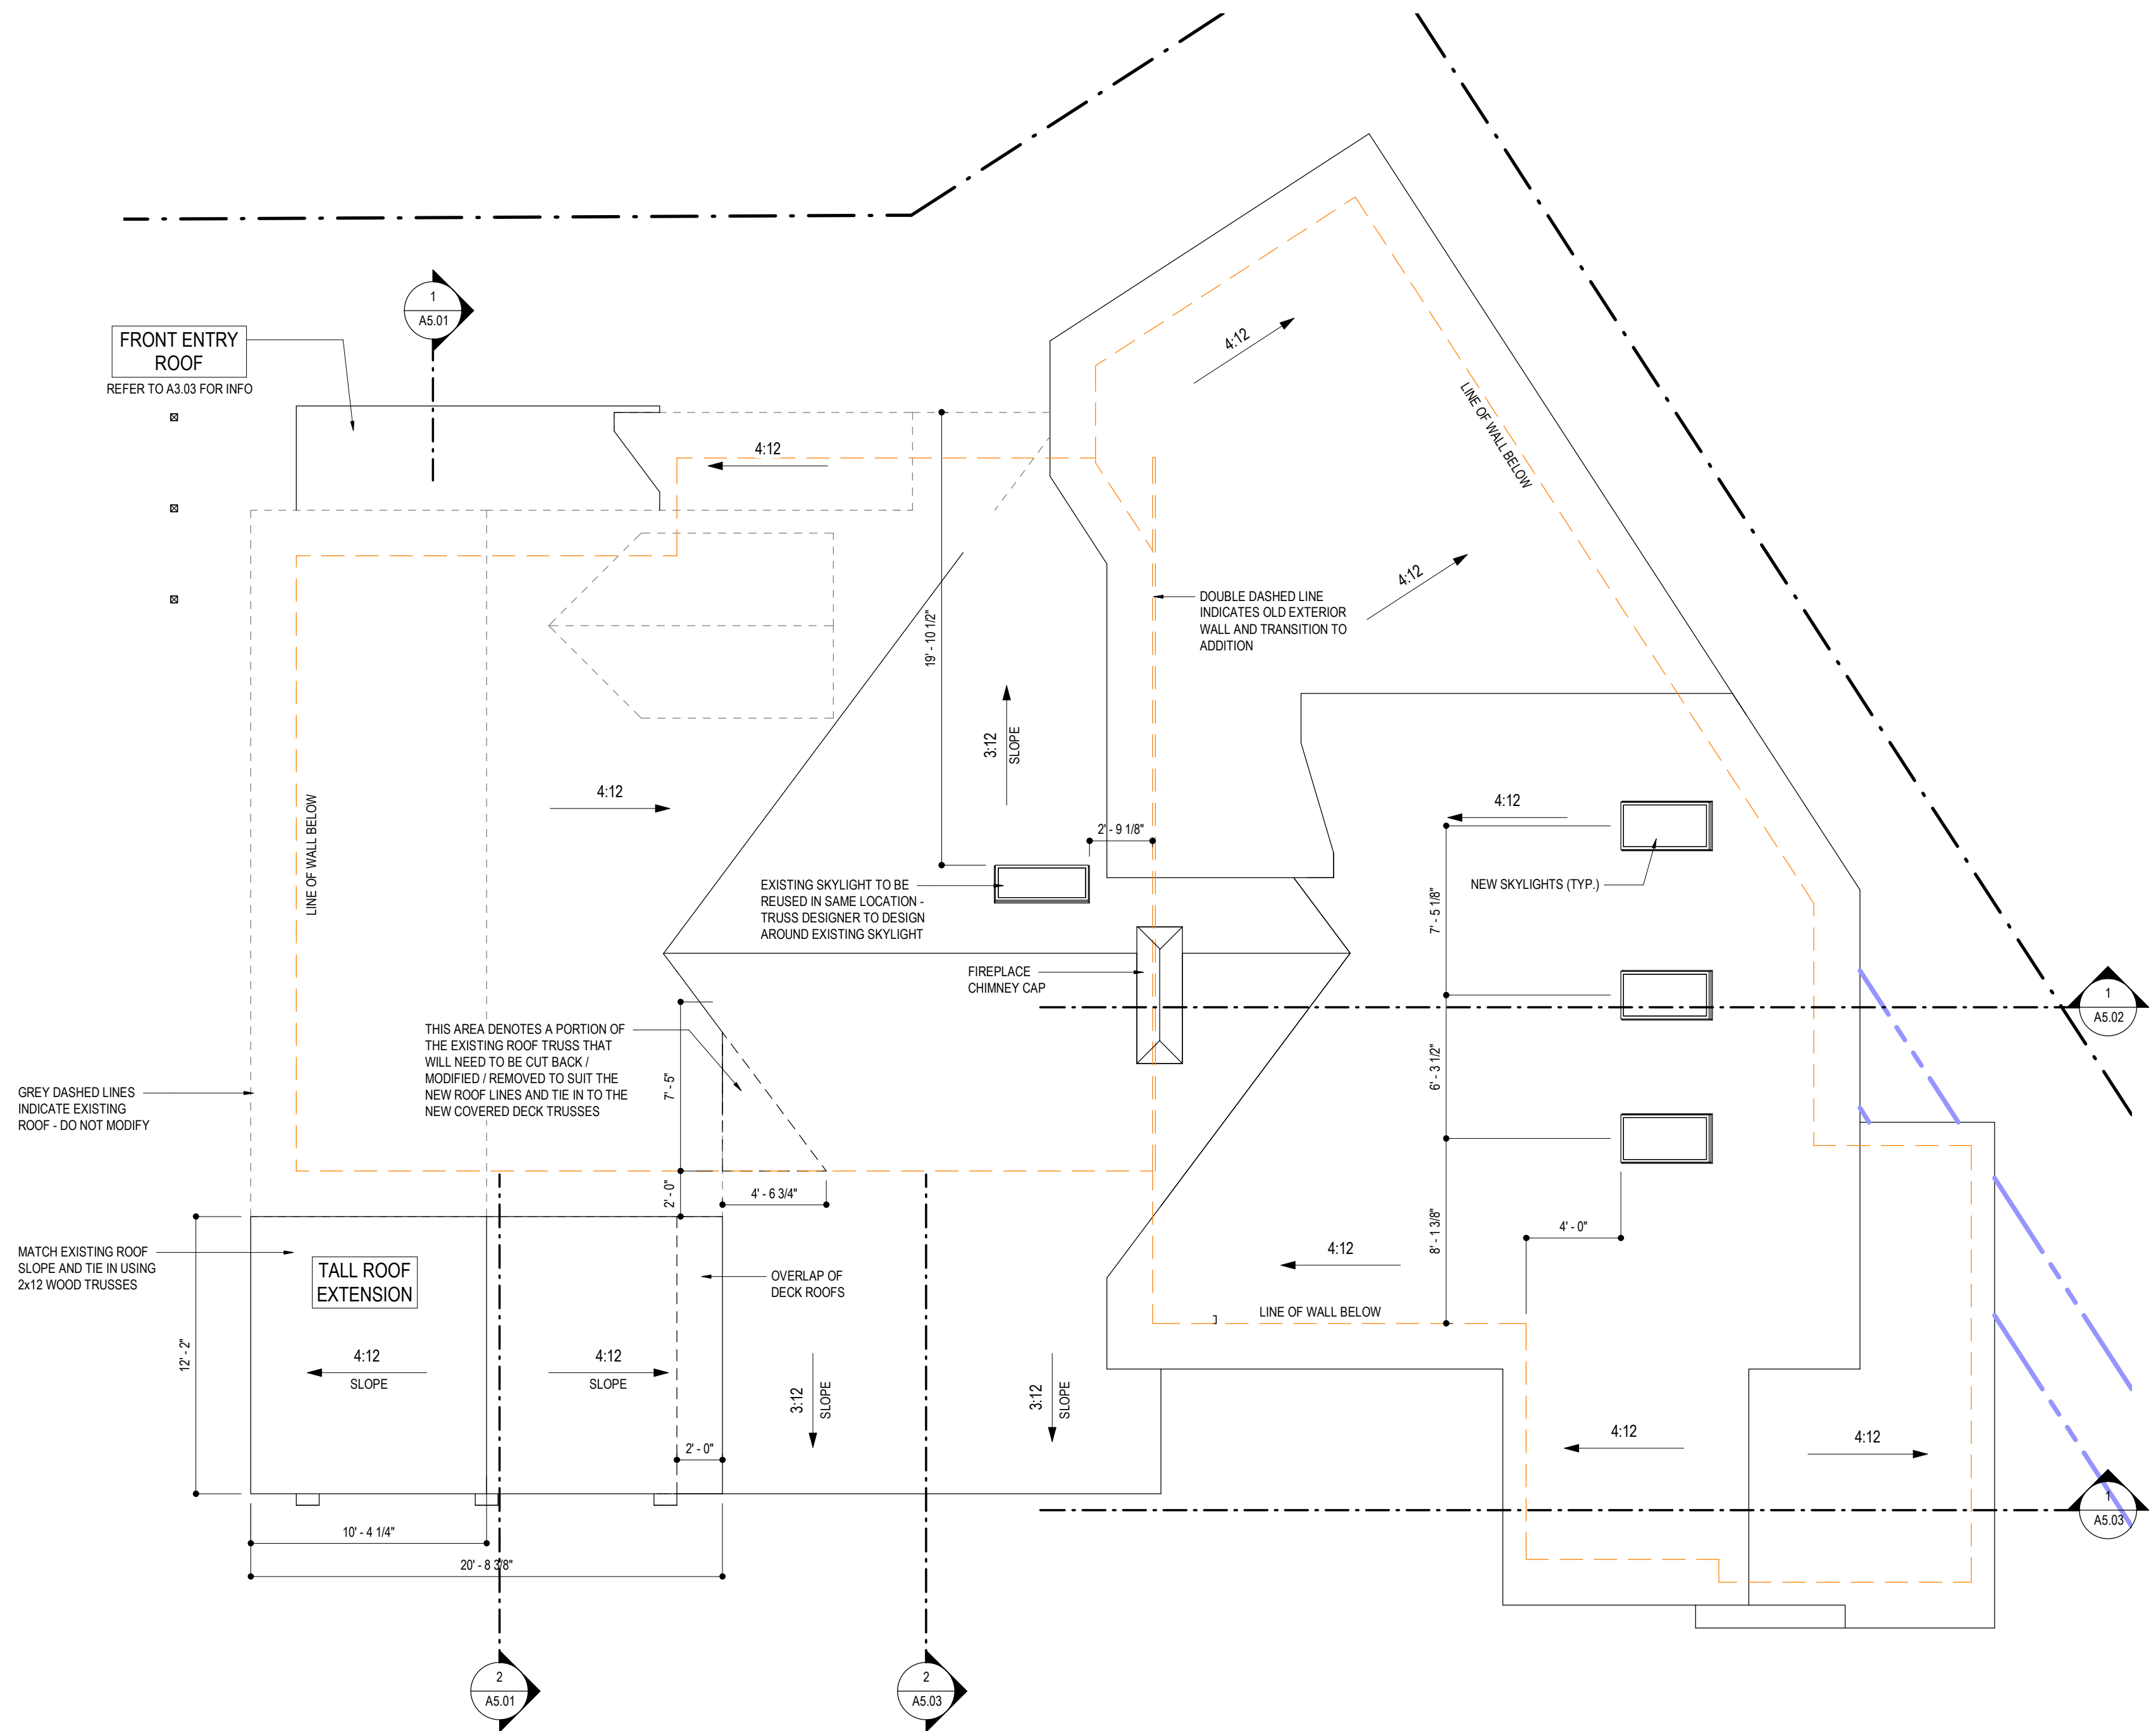 1
A5.01
FRONT ENTRY
ROOF
REFER TO A3.03 FOR INFO
4:12
4:12
LINE OF WALL BELOW
4:12
DOUBLE DASHED LINE
INDICATES OLD EXTERIOR
WALL AND TRANSITION TO
ADDITION
19' - 10 1/2"
3:12
SLOPE
4:12
LINE OF WALL BELOW
2' - 9 1/8"
4:12
EXISTING SKYLIGHT TO BE
REUSED IN SAME LOCATION -
TRUSS DESIGNER TO DESIGN
AROUND EXISTING SKYLIGHT
NEW SKYLIGHTS (TYP.)
7' - 5 1/8"
FIREPLACE
CHIMNEY CAP
1
A5.02
THIS AREA DENOTES A PORTION OF
THE EXISTING ROOF TRUSS THAT
WILL NEED TO BE CUT BACK /
MODIFIED / REMOVED TO SUIT THE
NEW ROOF LINES AND TIE IN TO THE
NEW COVERED DECK TRUSSES
7' - 5"
6' - 3 1/2"
GREY DASHED LINES
INDICATE EXISTING
ROOF - DO NOT MODIFY
2' - 0"
4' - 6 3/4"
8' - 1 3/8"
4' - 0"
MATCH EXISTING ROOF
SLOPE AND TIE IN USING
2x12 WOOD TRUSSES
TALL ROOF
EXTENSION
OVERLAP OF
DECK ROOFS
4:12
LINE OF WALL BELOW
12' - 2"
4:12
SLOPE
4:12
SLOPE
3:12
SLOPE
3:12
SLOPE
2' - 0"
4:12
4:12
1
A5.03
10' - 4 1/4"
20' - 8 3/8"
2
A5.01
2
A5.03